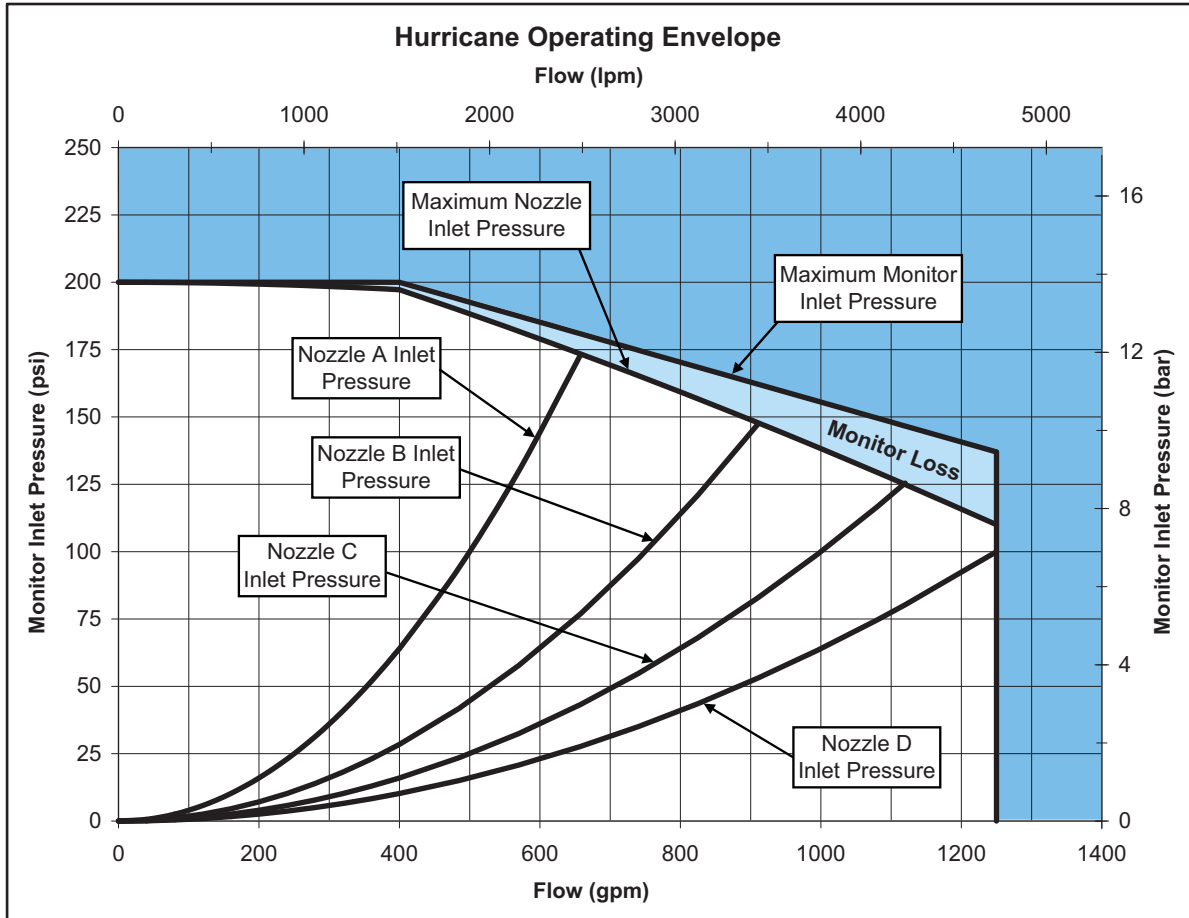 Hurricane Operating Envelope
Flow (lpm)
0 1000 2000 3000 4000 5000
250
225
200
175
150
125
100
75
50
25
0
Monitor Inlet Pressure (psi)
16
12
8
4
0
Monitor Inlet Pressure (bar)
Maximum Nozzle
Inlet Pressure
Maximum Monitor
Inlet Pressure
Nozzle A Inlet
Pressure
Nozzle B Inlet
Pressure
Monitor Loss
Nozzle C
Inlet Pressure
Nozzle D
Inlet Pressure
0 200 400 600 800 1000 1200 1400
Flow (gpm)